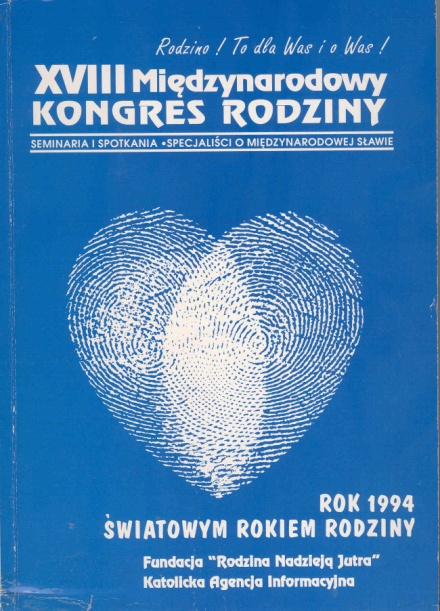 Rodzino! To dla Was i o Was!
XVIII Międzynarodowy
KONGRES RODZINY
SEMINARIA I SPOTKANIA •SPECJALIŚCI O MIĘDZYNARODOWEJ SŁAWIE
ROK 1994
ŚWIATOWYM ROKIEM RODZINY
Fundacja "Rodzina Nadzieją Jutra"
Katolicka Agencja Informacyjna